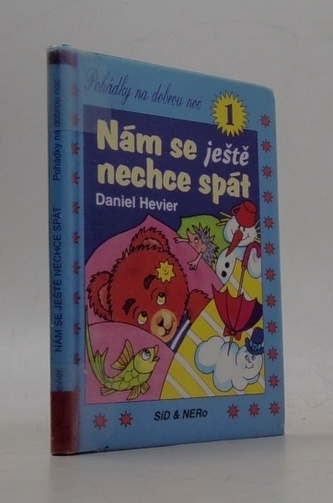 Pohádky na dobrou noc
1
Nám se ještě
nechce spát
Daniel Hevier
SiD & NERo
Hevier NÁM SE JEŠTĚ NECHCE SPÁT Pohádky na dobrou noc